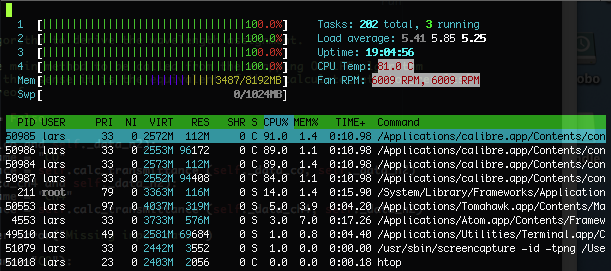 1 [||||||||||||||||||||||||||||||100.0%] Tasks: 202 total, 3 running
2 [||||||||||||||||||||||||||||||100.0%] Load average: 5.41 5.85 5.25
3 [||||||||||||||||||||||||||||||100.0%] Uptime: 19:04:56
4 [||||||||||||||||||||||||||||||100.0%] CPU Temp: 81.0 C
Mem[||||||||||||||||||||||||3487/8192MB] Fan RPM: 6009 RPM, 6009 RPM
Swp[ 0/1024MB]
PID USER PRI NI VIRT RES SHR S CPU% MEM% TIME+ Command
50985 lars 33 0 2572M 112M 0 S 91.0 1.4 0:10.98 /Applications/calibre.app/Contents/con
50986 lars 33 0 2553M 96172 0 S 89.0 1.1 0:10.98 /Applications/calibre.app/Contents/con
50984 lars 33 0 2573M 112M 0 S 87.0 1.4 0:10.98 /Applications/calibre.app/Contents/con
50987 lars 33 0 2552M 94408 0 S 84.0 1.1 0:10.98 /Applications/calibre.app/Contents/con
211 root 79 0 3363M 116M 0 S 14.0 1.4 0:15.90 /System/Library/Frameworks/Application
50553 lars 97 0 4037M 319M 0 S 5.0 3.9 0:04.20 /Applications/Tomahawk.app/Contents/Ma
4553 lars 33 0 3733M 576M 0 S 3.0 7.0 0:17.26 /Applications/Atom.app/Contents/Framew
49510 lars 49 0 2581M 69684 0 S 1.0 0.8 0:04.20 /Applications/Utilities/Terminal.app/C
51079 lars 33 0 2442M 3552 0 S 1.0 0.0 0:00.00 /usr/sbin/screencapture -id -tpng /Use
51018 lars 23 0 2403M 2056 0 C 0.0 0.0 0:00.38 htop